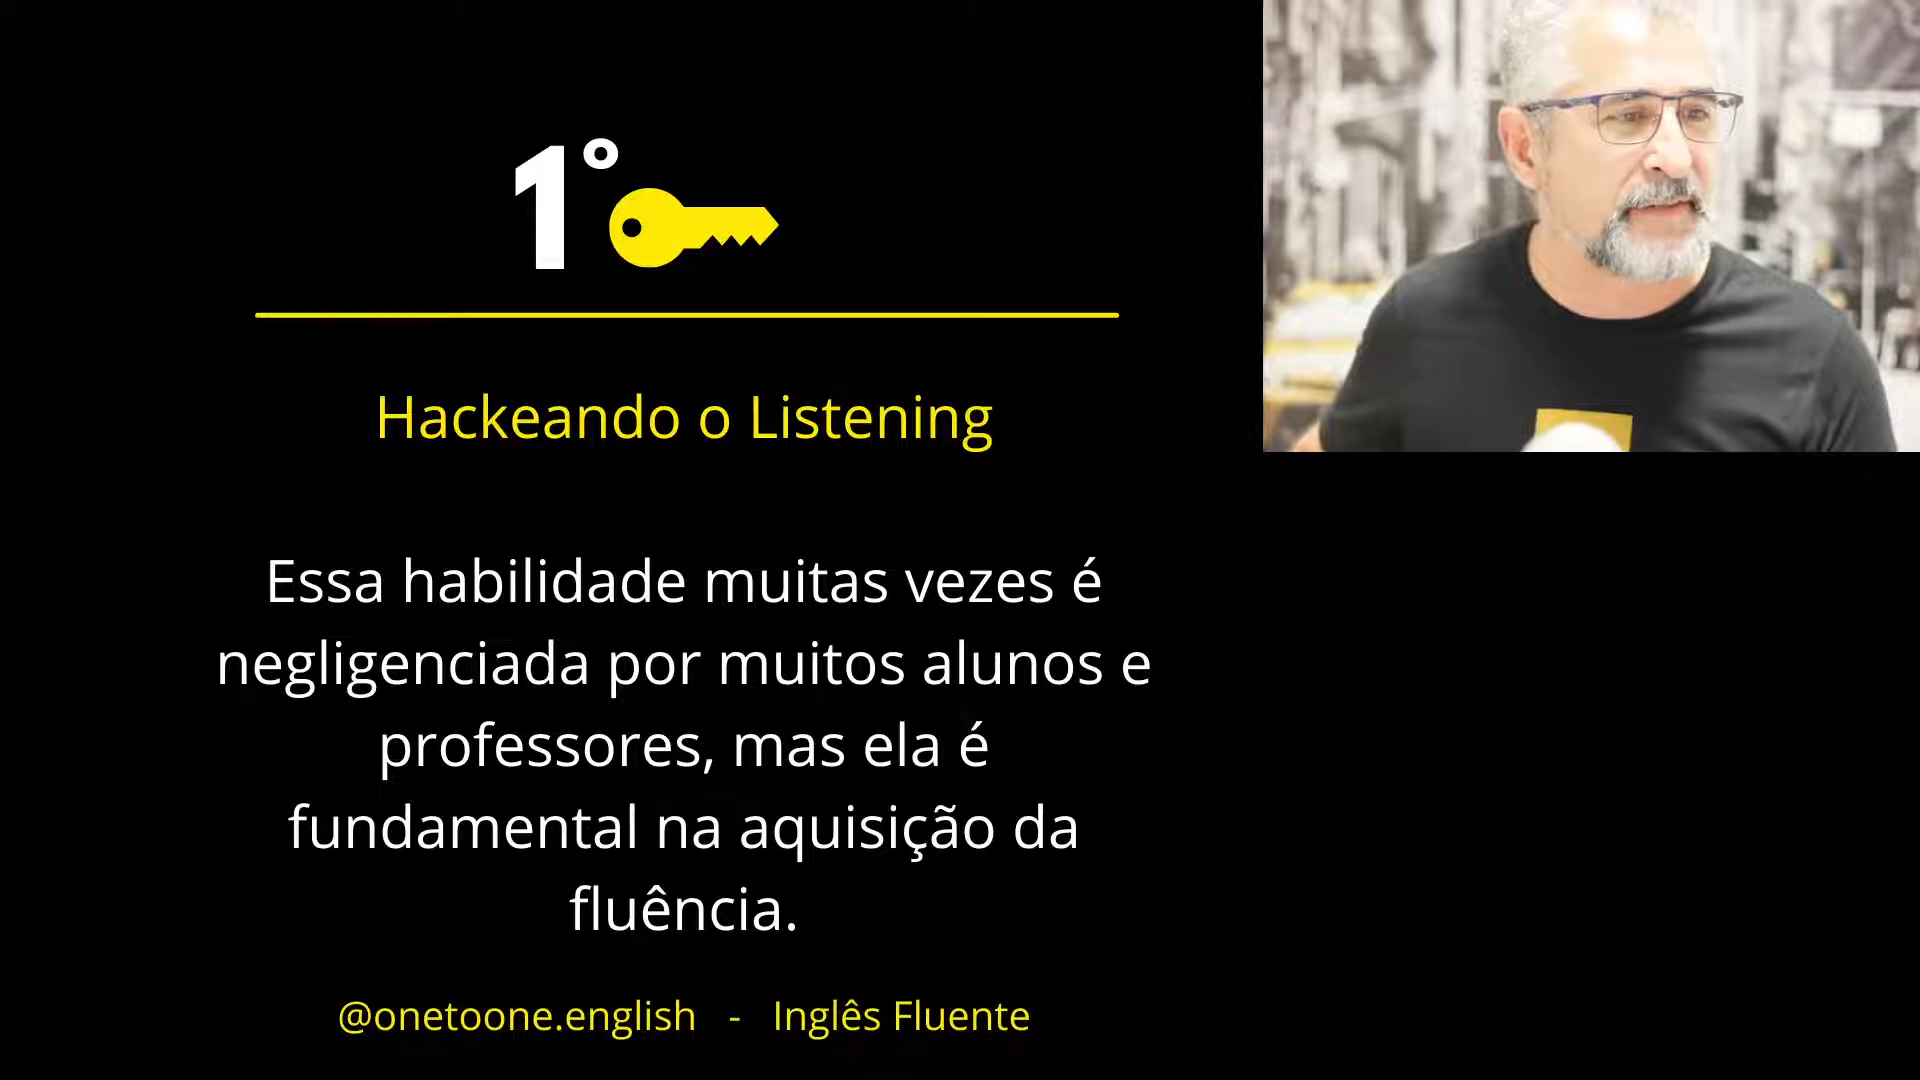 1°
Hackeando o Listening
Essa habilidade muitas vezes é
negligenciada por muitos alunos e
professores, mas ela é
fundamental na aquisição da
fluência.
@onetoone.english - Inglês Fluente